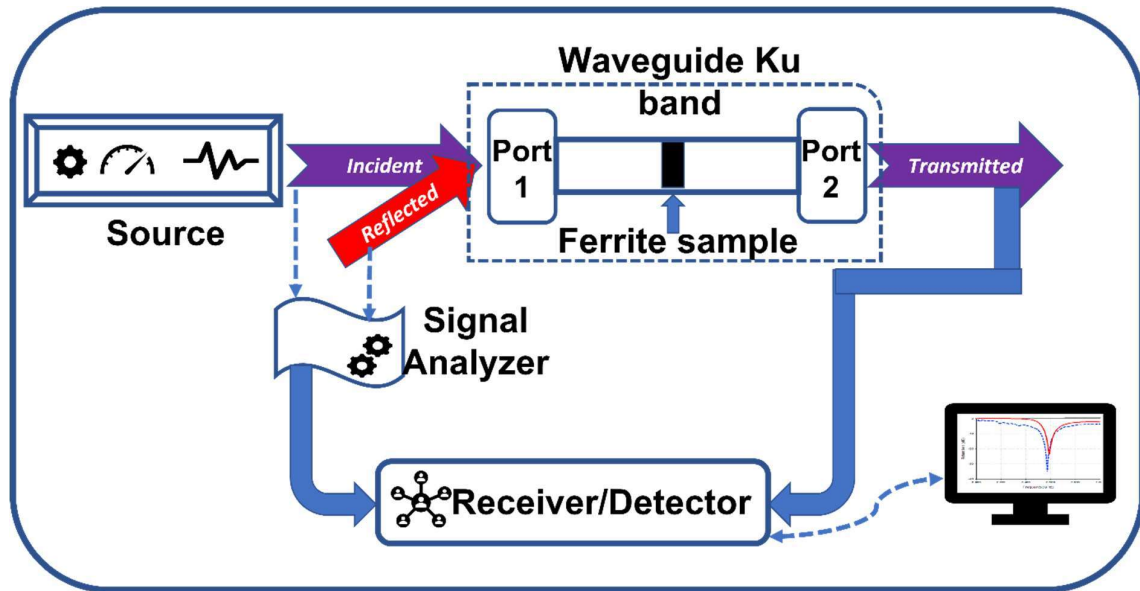 Waveguide Ku
band
Source
Incident
Reflected
Port
1
Port
2
Transmitted
Ferrite sample
Signal
Analyzer
Receiver/Detector